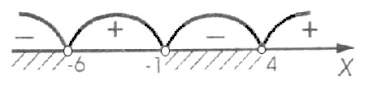 − + − +
-6 -1 4 X